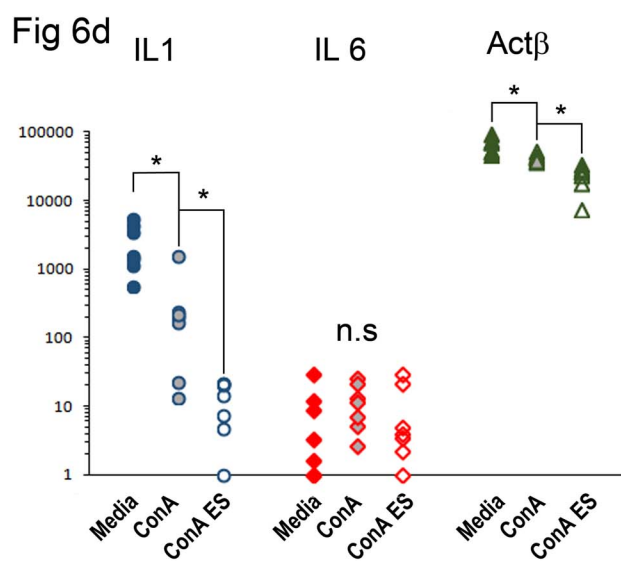 Fig 6d
IL1 IL 6 Actβ
* *
100000
* *
10000
1000
100 n.s
10
1
Media ConA ConA ES Media ConA ConA ES Media ConA ConA ES